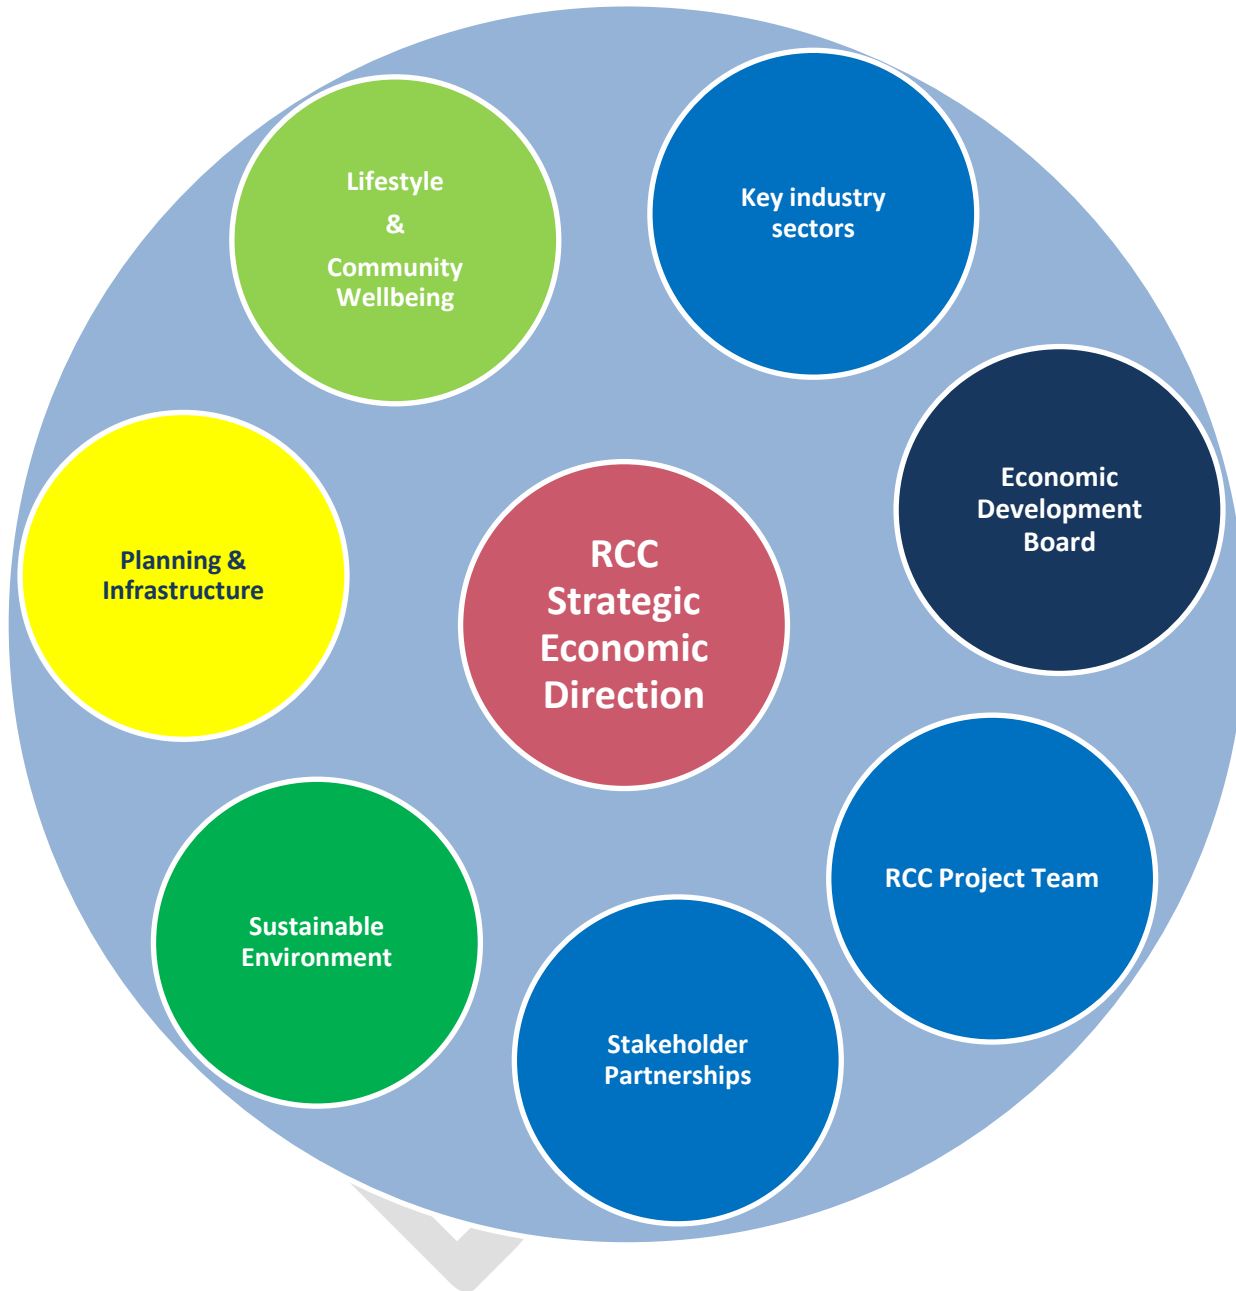 Lifestyle
&
Community
Wellbeing
Key industry
sectors
Economic
Development
Board
Planning &
Infrastructure
RCC
Strategic
Economic
Direction
RCC Project Team
Sustainable
Environment
Stakeholder
Partnerships